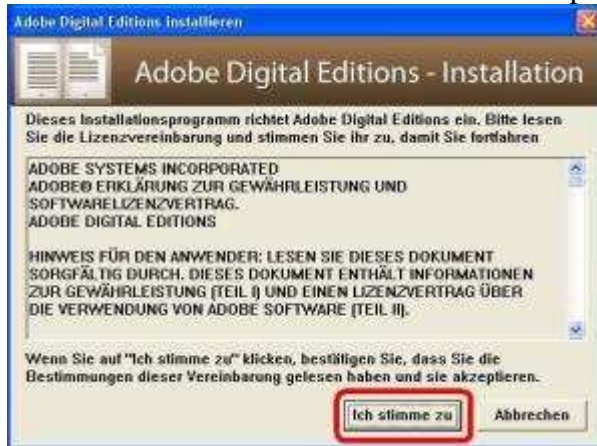 Adobe Digital Editions installieren
Adobe Digital Editions - Installation
Dieses Installationsprogramm richtet Adobe Digital Editions ein. Bitte lesen
Sie die Lizenzvereinbarung und stimmen Sie ihr zu, damit Sie fortfahren
ADOBE SYSTEMS INCORPORATED
ADOBE® ERKLÄRUNG ZUR GEWÄHRLEISTUNG UND
SOFTWARELIZENZVERTRAG.
ADOBE DIGITAL EDITIONS
HINWEIS FÜR DEN ANWENDER: LESEN SIE DIESES DOKUMENT
SORGFÄLTIG DURCH. DIESES DOKUMENT ENTHÄLT INFORMATIONEN
ZUR GEWÄHRLEISTUNG (TEIL I) UND EINEN LIZENZVERTRAG ÜBER
DIE VERWENDUNG VON ADOBE SOFTWARE (TEIL II).
Wenn Sie auf "Ich stimme zu" klicken, bestätigen Sie, dass Sie die
Bestimmungen dieser Vereinbarung gelesen haben und sie akzeptieren.
Ich stimme zu Abbrechen